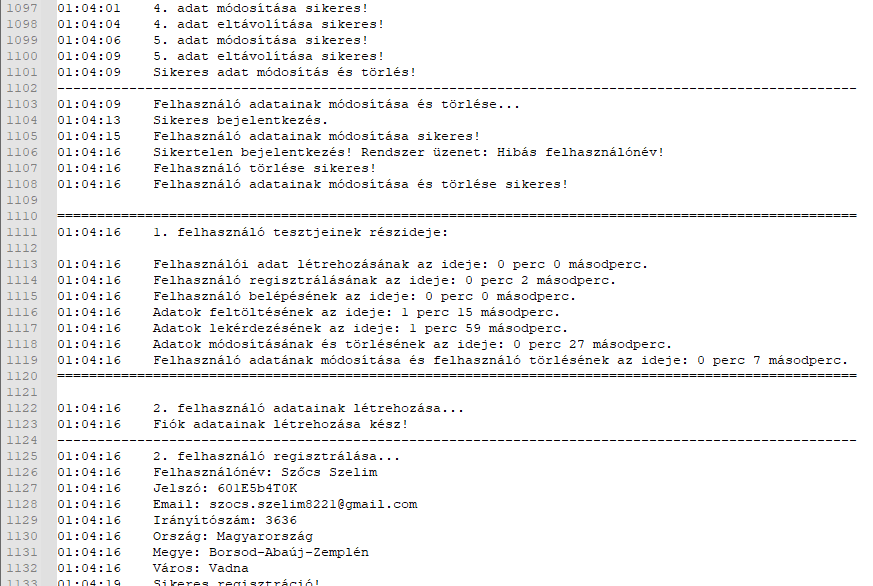 1097 01:04:01 4. adat módosítása sikeres!
1098 01:04:04 4. adat eltávolítása sikeres!
1099 01:04:06 5. adat módosítása sikeres!
1100 01:04:09 5. adat eltávolítása sikeres!
1101 01:04:09 Sikeres adat módosítás és törlés!
1102 ----------------------------------------------------------------------------------------------------
1103 01:04:09 Felhasználó adatainak módosítása és törlése...
1104 01:04:13 Sikeres bejelentkezés.
1105 01:04:15 Felhasználó adatainak módosítása sikeres!
1106 01:04:16 Sikertelen bejelentkezés! Rendszer üzenet: Hibás felhasználónév!
1107 01:04:16 Felhasználó törlése sikeres!
1108 01:04:16 Felhasználó adatainak módosítása és törlése sikeres!
1109
1110 ====================================================================================================
1111 01:04:16 1. felhasználó tesztjeinek részideje:
1112
1113 01:04:16 Felhasználói adat létrehozásának az ideje: 0 perc 0 másodperc.
1114 01:04:16 Felhasználó regisztrálásának az ideje: 0 perc 2 másodperc.
1115 01:04:16 Felhasználó belépésének az ideje: 0 perc 0 másodperc.
1116 01:04:16 Adatok feltöltésének az ideje: 1 perc 15 másodperc.
1117 01:04:16 Adatok lekérdezésének az ideje: 1 perc 59 másodperc.
1118 01:04:16 Adatok módosításának és törlésének az ideje: 0 perc 27 másodperc.
1119 01:04:16 Felhasználó adatának módosítása és felhasználó törlésének az ideje: 0 perc 7 másodperc.
1120 ====================================================================================================
1121
1122 01:04:16 2. felhasználó adatainak létrehozása...
1123 01:04:16 Fiók adatainak létrehozása kész!
1124 ----------------------------------------------------------------------------------------------------
1125 01:04:16 2. felhasználó regisztrálása...
1126 01:04:16 Felhasználónév: Szőcs Szelim
1127 01:04:16 Jelszó: 601E5b4T0K
1128 01:04:16 Email: szocs.szelim8221@gmail.com
1129 01:04:16 Irányítószám: 3636
1130 01:04:16 Ország: Magyarország
1131 01:04:16 Megye: Borsod-Abaúj-Zemplén
1132 01:04:16 Város: Vadna
1133 01:04:19 Sikeres regisztráció!